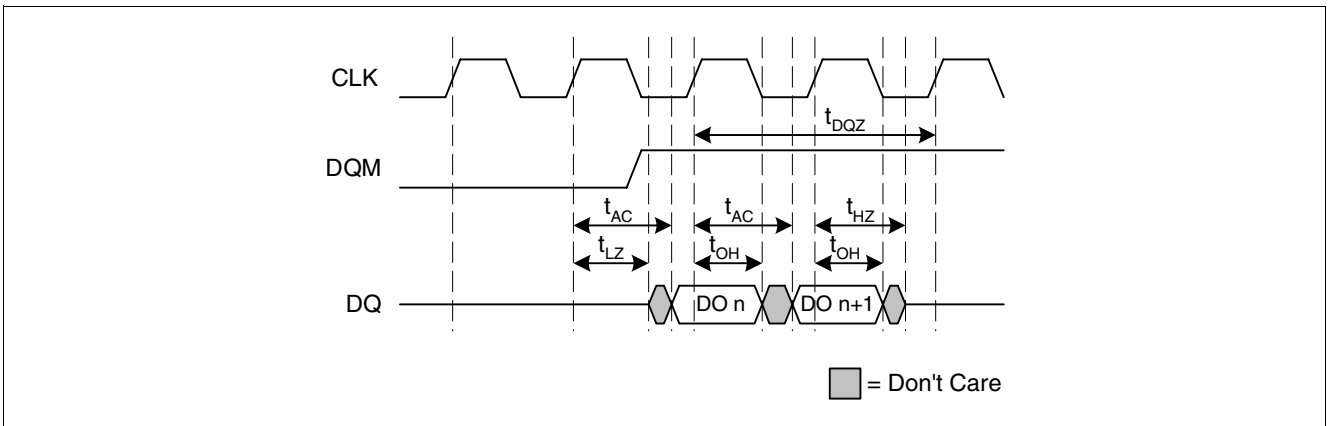 CLK
tDQZ
DQM
tAC tAC tHZ
tLZ tOH tOH
DQ DO n DO n+1
= Don't Care